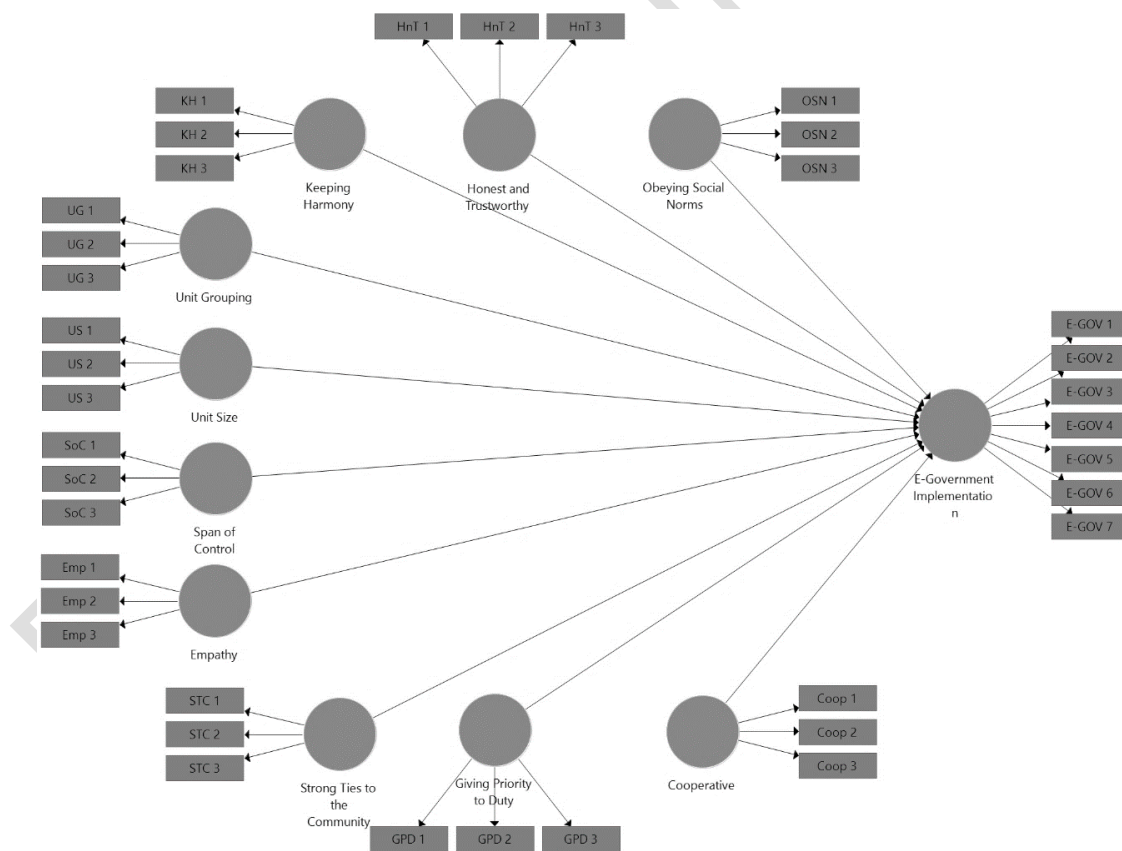 HnT 1
HnT 2
HnT 3
KH 1
KH 2
KH 3
Keeping
Harmony
Honest and
Trustworthy
OSN 1
OSN 2
OSN 3
Obeying Social
Norms
UG 1
UG 2
UG 3
Unit Grouping
US 1
US 2
US 3
Unit Size
SoC 1
SoC 2
SoC 3
Span of
Control
Emp 1
Emp 2
Emp 3
Empathy
E-GOV 1
E-GOV 2
E-GOV 3
E-GOV 4
E-GOV 5
E-GOV 6
E-GOV 7
E-Government
Implementatio
n
STC 1
STC 2
STC 3
Strong Ties to
the
Community
Giving Priority
to Duty
GPD 1
GPD 2
GPD 3
Cooperative
Coop 1
Coop 2
Coop 3